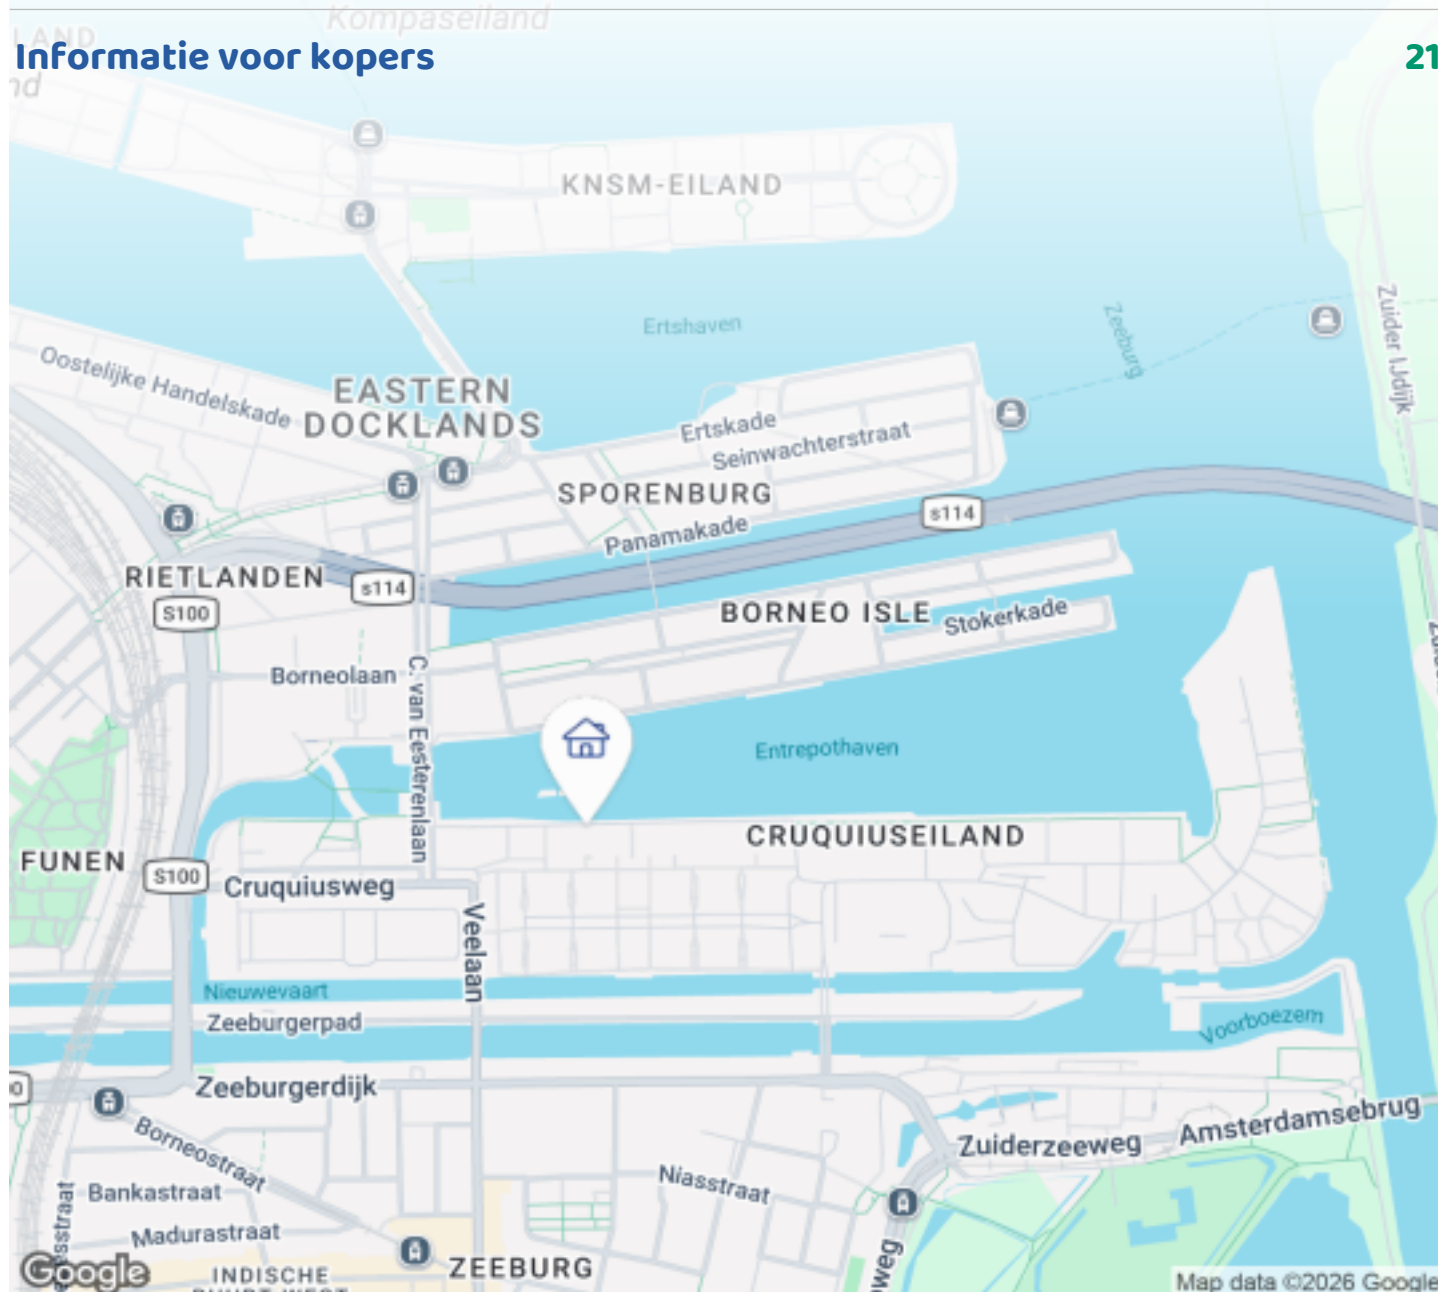 Kompaseiland
LAND
Informatie voor kopers
21
nd
KNSM-EILAND
Ertshaven
Zeeburg
Zuider IJdijk
Oostelijke Handelskade
EASTERN
DOCKLANDS
Ertskade
Seinwachterstraat
SPORENBURG
s114
Panamakade
RIETLANDEN
s114
S100
BORNEO ISLE
Stokerkade
Borneolaan
C. van Eesterenlaan
Entrepothaven
CRUQUIUSEILAND
FUNEN
S100
Cruquiusweg
Veelaan
Nieuwevaart
Zeeburgerpad
Voorboezem
Zeeburgerdijk
Amsterdamsebrug
Borneostraat
Zuiderzeeweg
Niasstraat
Bankastraat
Madurastraat
ZEEBURG
INDISCHE
Google
Map data ©2026 Google